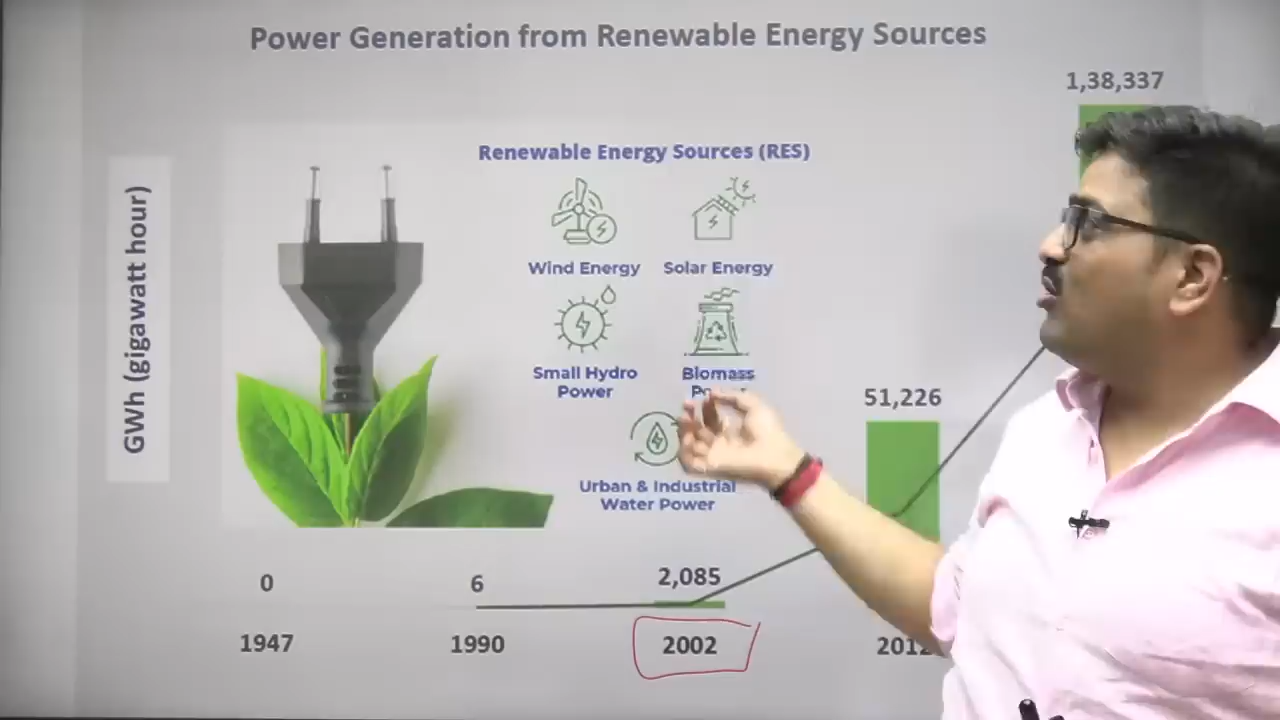 Power Generation from Renewable Energy Sources
1,38,337
Renewable Energy Sources (RES)
GWh (gigawatt hour)
Wind Energy
Solar Energy
Small Hydro
Power
Biomass
51,226
Urban & Industrial
Water Power
0
6
2,085
1947
1990
2002
2012